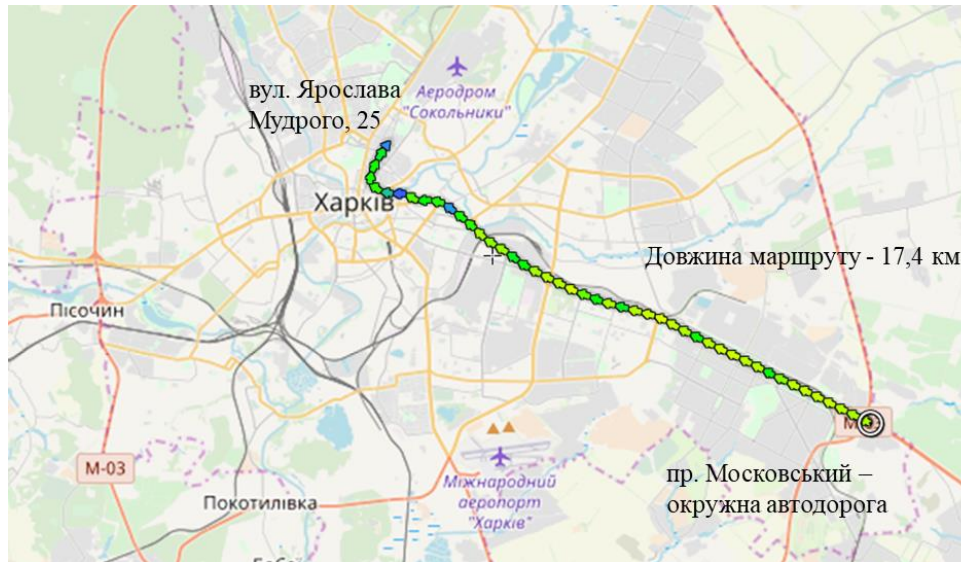 вул. Ярослава
Мудрого, 25
Аеродром
"Сокольники"
Харків
Довжина маршруту - 17,4 км
Пісочин
М-03
М-03
Міжнародний
аеропорт
"Харків"
Покотилівка
пр. Московський –
окружна автодорога